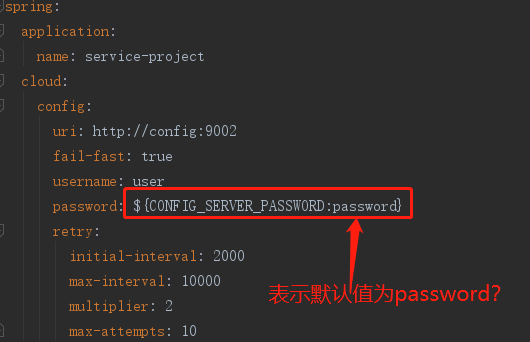 spring:
application:
name: service-project
cloud:
config:
uri: http://config:9002
fail-fast: true
username: user
password: ${CONFIG_SERVER_PASSWORD:password}
retry:
initial-interval: 2000
max-interval: 10000
表示默认值为password?
multiplier: 2
max-attempts: 10